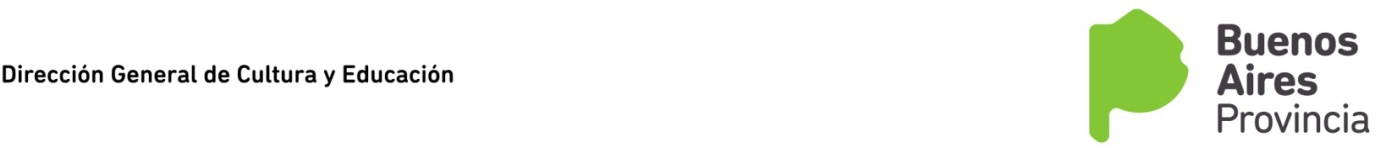 Dirección General de Cultura y Educación
Buenos
Aires
Provincia